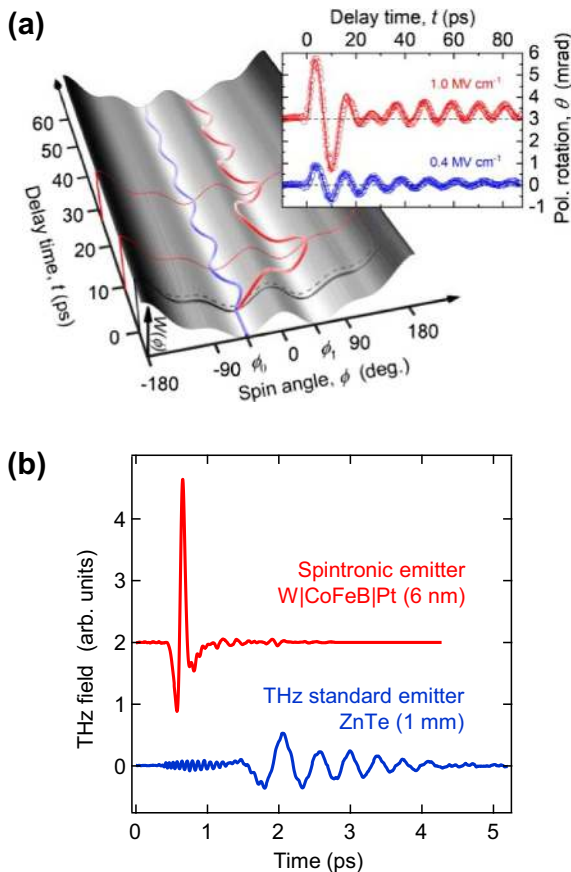 (a)
Delay time, t (ps)
0 20 40 60 80
6
5
4
3
2
1
0
-1
Pol. rotation, θ (mrad)
1.0 MV cm⁻¹
0.4 MV cm⁻¹
60
50
40
30
20
10
0
Delay time, t (ps)
W(ϕ)
-180
-90
ϕ₀
0
ϕ₁
90
180
Spin angle, ϕ (deg.)
(b)
4
3
2
1
0
THz field (arb. units)
Spintronic emitter
W|CoFeB|Pt (6 nm)
THz standard emitter
ZnTe (1 mm)
0 1 2 3 4 5
Time (ps)